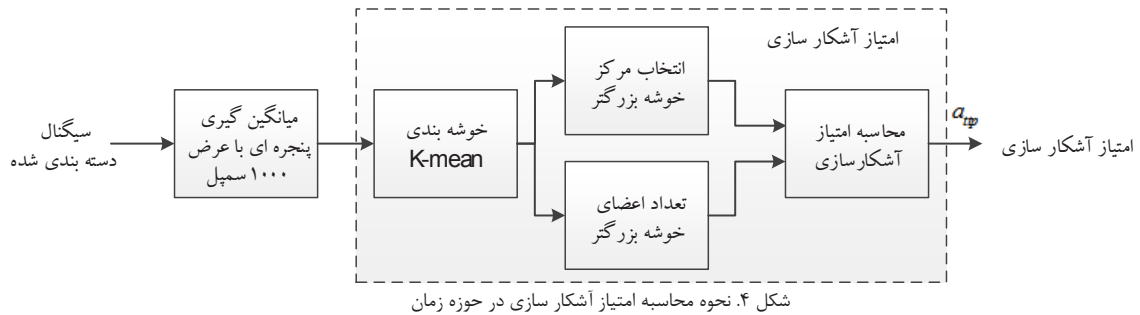 سیگنال
دسته بندی شده
میانگین گیری
پنجره ای با عرض
۱۰۰۰ سمپل
امتیاز آشکار سازی
خوشه بندی
K-mean
انتخاب مرکز
خوشه بزرگتر
تعداد اعضای
خوشه بزرگتر
محاسبه امتیاز
آشکارسازی
a_tip
امتیاز آشکار سازی
شکل ۴. نحوه محاسبه امتیاز آشکار سازی در حوزه زمان